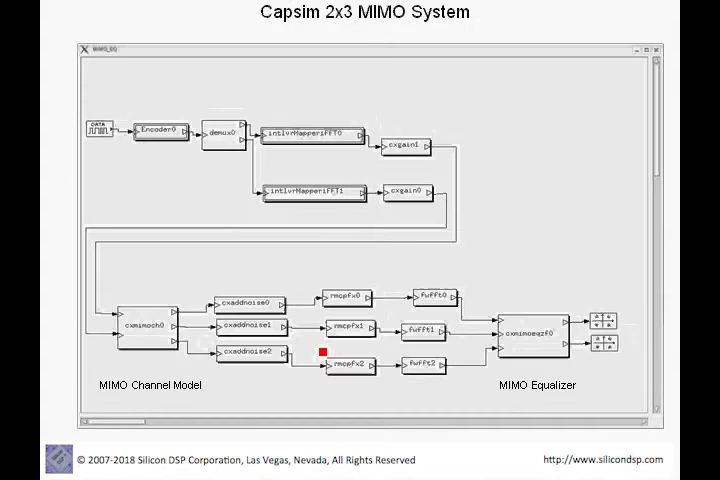 Capsim 2x3 MIMO System
MIMO_EQ
DATA
Encoder0
demux0
intlvrMapperiFFT0
cxgain1
intlvrMapperiFFT1
cxgain0
cxmimoch0
cxaddnoise0
rmcpfx0
fwfft0
cxaddnoise1
rmcpfx1
fwfft1
cxaddnoise2
rmcpfx2
fwfft2
cxmimoeqzf0
MIMO Channel Model
MIMO Equalizer
© 2007-2018 Silicon DSP Corporation, Las Vegas, Nevada, All Rights Reserved
http://www.silicondsp.com